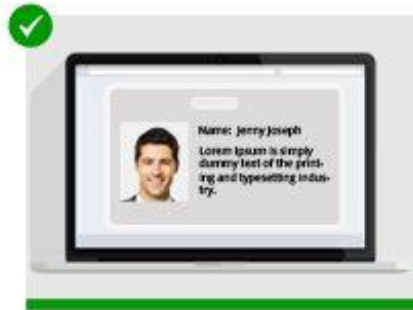 Name: Jenny Joseph
Lorem Ipsum is simply
dummy text of the print-
ing and typesetting indus-
try.